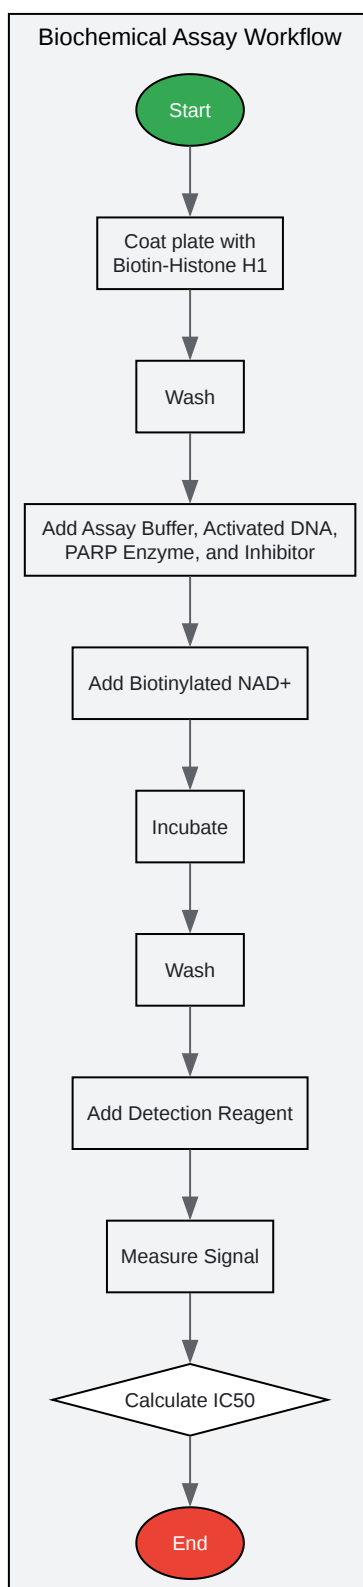 Biochemical Assay Workflow
Start
Coat plate with
Biotin-Histone H1
Wash
Add Assay Buffer, Activated DNA,
PARP Enzyme, and Inhibitor
Add Biotinylated NAD+
Incubate
Wash
Add Detection Reagent
Measure Signal
Calculate IC50
End